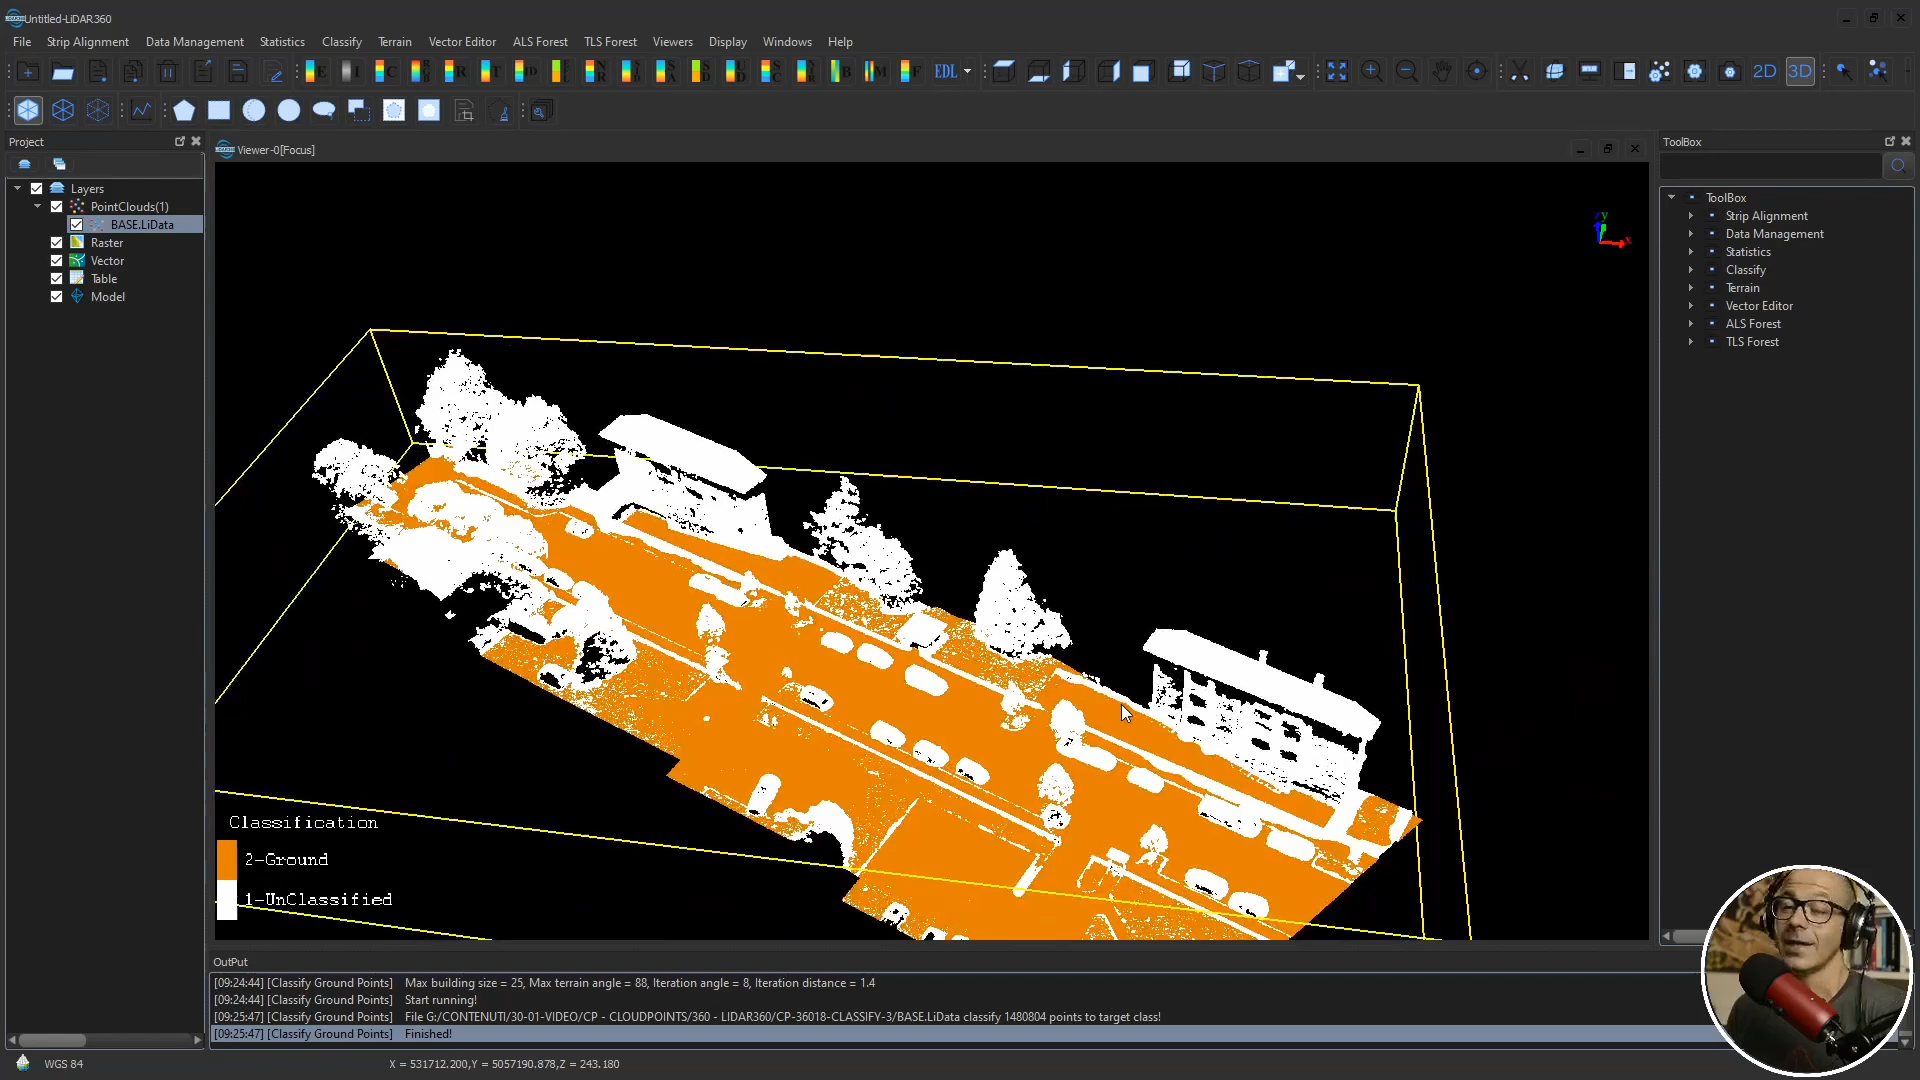 Untitled-LiDAR360
File Strip Alignment Data Management Statistics Classify Terrain Vector Editor ALS Forest TLS Forest Viewers Display Windows Help
EDL 2D 3D
Project
Viewer-0[Focus]
ToolBox
Layers
PointClouds(1)
BASE.LiData
Raster
Vector
Table
Model
ToolBox
Strip Alignment
Data Management
Statistics
Classify
Terrain
Vector Editor
ALS Forest
TLS Forest
y
x
Classification
2-Ground
1-UnClassified
OutPut
[09:24:44] [Classify Ground Points] Max building size = 25, Max terrain angle = 88, Iteration angle = 8, Iteration distance = 1.4
[09:24:44] [Classify Ground Points] Start running!
[09:25:47] [Classify Ground Points] File G:/CONTENUTI/30-01-VIDEO/CP - CLOUDPOINTS/360 - LIDAR360/CP-36018-CLASSIFY-3/BASE.LiData classify 1480804 points to target class!
[09:25:47] [Classify Ground Points] Finished!
WGS 84
X = 531712.200,Y = 5057190.878,Z = 243.180